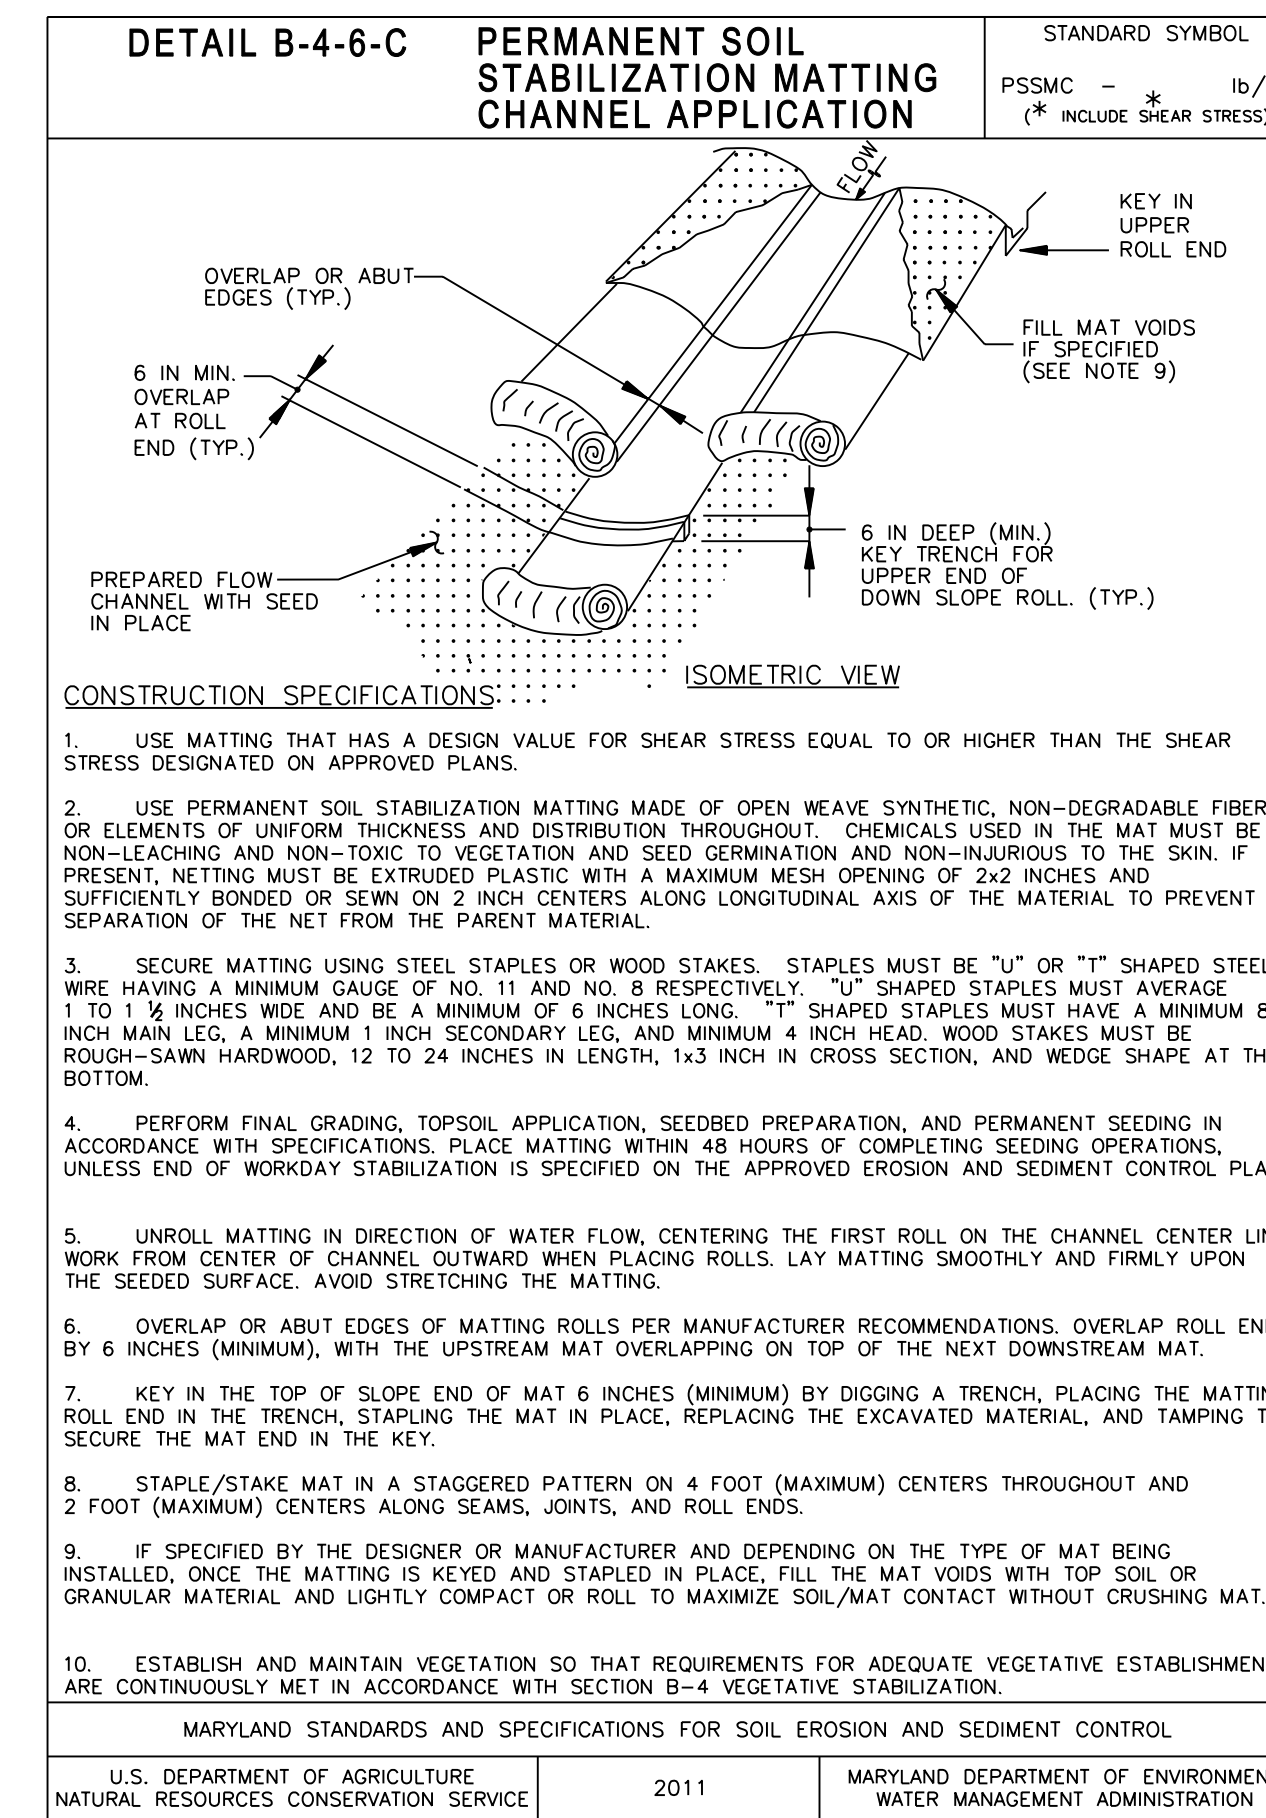 DETAIL B-4-6-C
PERMANENT SOIL
STABILIZATION MATTING
CHANNEL APPLICATION
STANDARD SYMBOL
PSSMC - * lb/
(* INCLUDE SHEAR STRESS)
FLOW
KEY IN
UPPER
ROLL END
OVERLAP OR ABUT
EDGES (TYP.)
FILL MAT VOIDS
IF SPECIFIED
(SEE NOTE 9)
6 IN MIN.
OVERLAP
AT ROLL
END (TYP.)
6 IN DEEP (MIN.)
KEY TRENCH FOR
UPPER END OF
DOWN SLOPE ROLL. (TYP.)
PREPARED FLOW
CHANNEL WITH SEED
IN PLACE
ISOMETRIC VIEW
CONSTRUCTION SPECIFICATIONS
1. USE MATTING THAT HAS A DESIGN VALUE FOR SHEAR STRESS EQUAL TO OR HIGHER THAN THE SHEAR
STRESS DESIGNATED ON APPROVED PLANS.
2. USE PERMANENT SOIL STABILIZATION MATTING MADE OF OPEN WEAVE SYNTHETIC, NON-DEGRADABLE FIBER
OR ELEMENTS OF UNIFORM THICKNESS AND DISTRIBUTION THROUGHOUT. CHEMICALS USED IN THE MAT MUST BE
NON-LEACHING AND NON-TOXIC TO VEGETATION AND SEED GERMINATION AND NON-INJURIOUS TO THE SKIN. IF
PRESENT, NETTING MUST BE EXTRUDED PLASTIC WITH A MAXIMUM MESH OPENING OF 2x2 INCHES AND
SUFFICIENTLY BONDED OR SEWN ON 2 INCH CENTERS ALONG LONGITUDINAL AXIS OF THE MATERIAL TO PREVENT
SEPARATION OF THE NET FROM THE PARENT MATERIAL.
3. SECURE MATTING USING STEEL STAPLES OR WOOD STAKES. STAPLES MUST BE "U" OR "T" SHAPED STEEL
WIRE HAVING A MINIMUM GAUGE OF NO. 11 AND NO. 8 RESPECTIVELY. "U" SHAPED STAPLES MUST AVERAGE
1 TO 1 ½ INCHES WIDE AND BE A MINIMUM OF 6 INCHES LONG. "T" SHAPED STAPLES MUST HAVE A MINIMUM 8
INCH MAIN LEG, A MINIMUM 1 INCH SECONDARY LEG, AND MINIMUM 4 INCH HEAD. WOOD STAKES MUST BE
ROUGH-SAWN HARDWOOD, 12 TO 24 INCHES IN LENGTH, 1x3 INCH IN CROSS SECTION, AND WEDGE SHAPE AT TH
BOTTOM.
4. PERFORM FINAL GRADING, TOPSOIL APPLICATION, SEEDBED PREPARATION, AND PERMANENT SEEDING IN
ACCORDANCE WITH SPECIFICATIONS. PLACE MATTING WITHIN 48 HOURS OF COMPLETING SEEDING OPERATIONS,
UNLESS END OF WORKDAY STABILIZATION IS SPECIFIED ON THE APPROVED EROSION AND SEDIMENT CONTROL PLA
5. UNROLL MATTING IN DIRECTION OF WATER FLOW, CENTERING THE FIRST ROLL ON THE CHANNEL CENTER LIN
WORK FROM CENTER OF CHANNEL OUTWARD WHEN PLACING ROLLS. LAY MATTING SMOOTHLY AND FIRMLY UPON
THE SEEDED SURFACE. AVOID STRETCHING THE MATTING.
6. OVERLAP OR ABUT EDGES OF MATTING ROLLS PER MANUFACTURER RECOMMENDATIONS. OVERLAP ROLL EN
BY 6 INCHES (MINIMUM), WITH THE UPSTREAM MAT OVERLAPPING ON TOP OF THE NEXT DOWNSTREAM MAT.
7. KEY IN THE TOP OF SLOPE END OF MAT 6 INCHES (MINIMUM) BY DIGGING A TRENCH, PLACING THE MATTIN
ROLL END IN THE TRENCH, STAPLING THE MAT IN PLACE, REPLACING THE EXCAVATED MATERIAL, AND TAMPING T
SECURE THE MAT END IN THE KEY.
8. STAPLE/STAKE MAT IN A STAGGERED PATTERN ON 4 FOOT (MAXIMUM) CENTERS THROUGHOUT AND
2 FOOT (MAXIMUM) CENTERS ALONG SEAMS, JOINTS, AND ROLL ENDS.
9. IF SPECIFIED BY THE DESIGNER OR MANUFACTURER AND DEPENDING ON THE TYPE OF MAT BEING
INSTALLED, ONCE THE MATTING IS KEYED AND STAPLED IN PLACE, FILL THE MAT VOIDS WITH TOP SOIL OR
GRANULAR MATERIAL AND LIGHTLY COMPACT OR ROLL TO MAXIMIZE SOIL/MAT CONTACT WITHOUT CRUSHING MAT.
10. ESTABLISH AND MAINTAIN VEGETATION SO THAT REQUIREMENTS FOR ADEQUATE VEGETATIVE ESTABLISHMEN
ARE CONTINUOUSLY MET IN ACCORDANCE WITH SECTION B-4 VEGETATIVE STABILIZATION.
MARYLAND STANDARDS AND SPECIFICATIONS FOR SOIL EROSION AND SEDIMENT CONTROL
U.S. DEPARTMENT OF AGRICULTURE
NATURAL RESOURCES CONSERVATION SERVICE
2011
MARYLAND DEPARTMENT OF ENVIRONMEN
WATER MANAGEMENT ADMINISTRATION